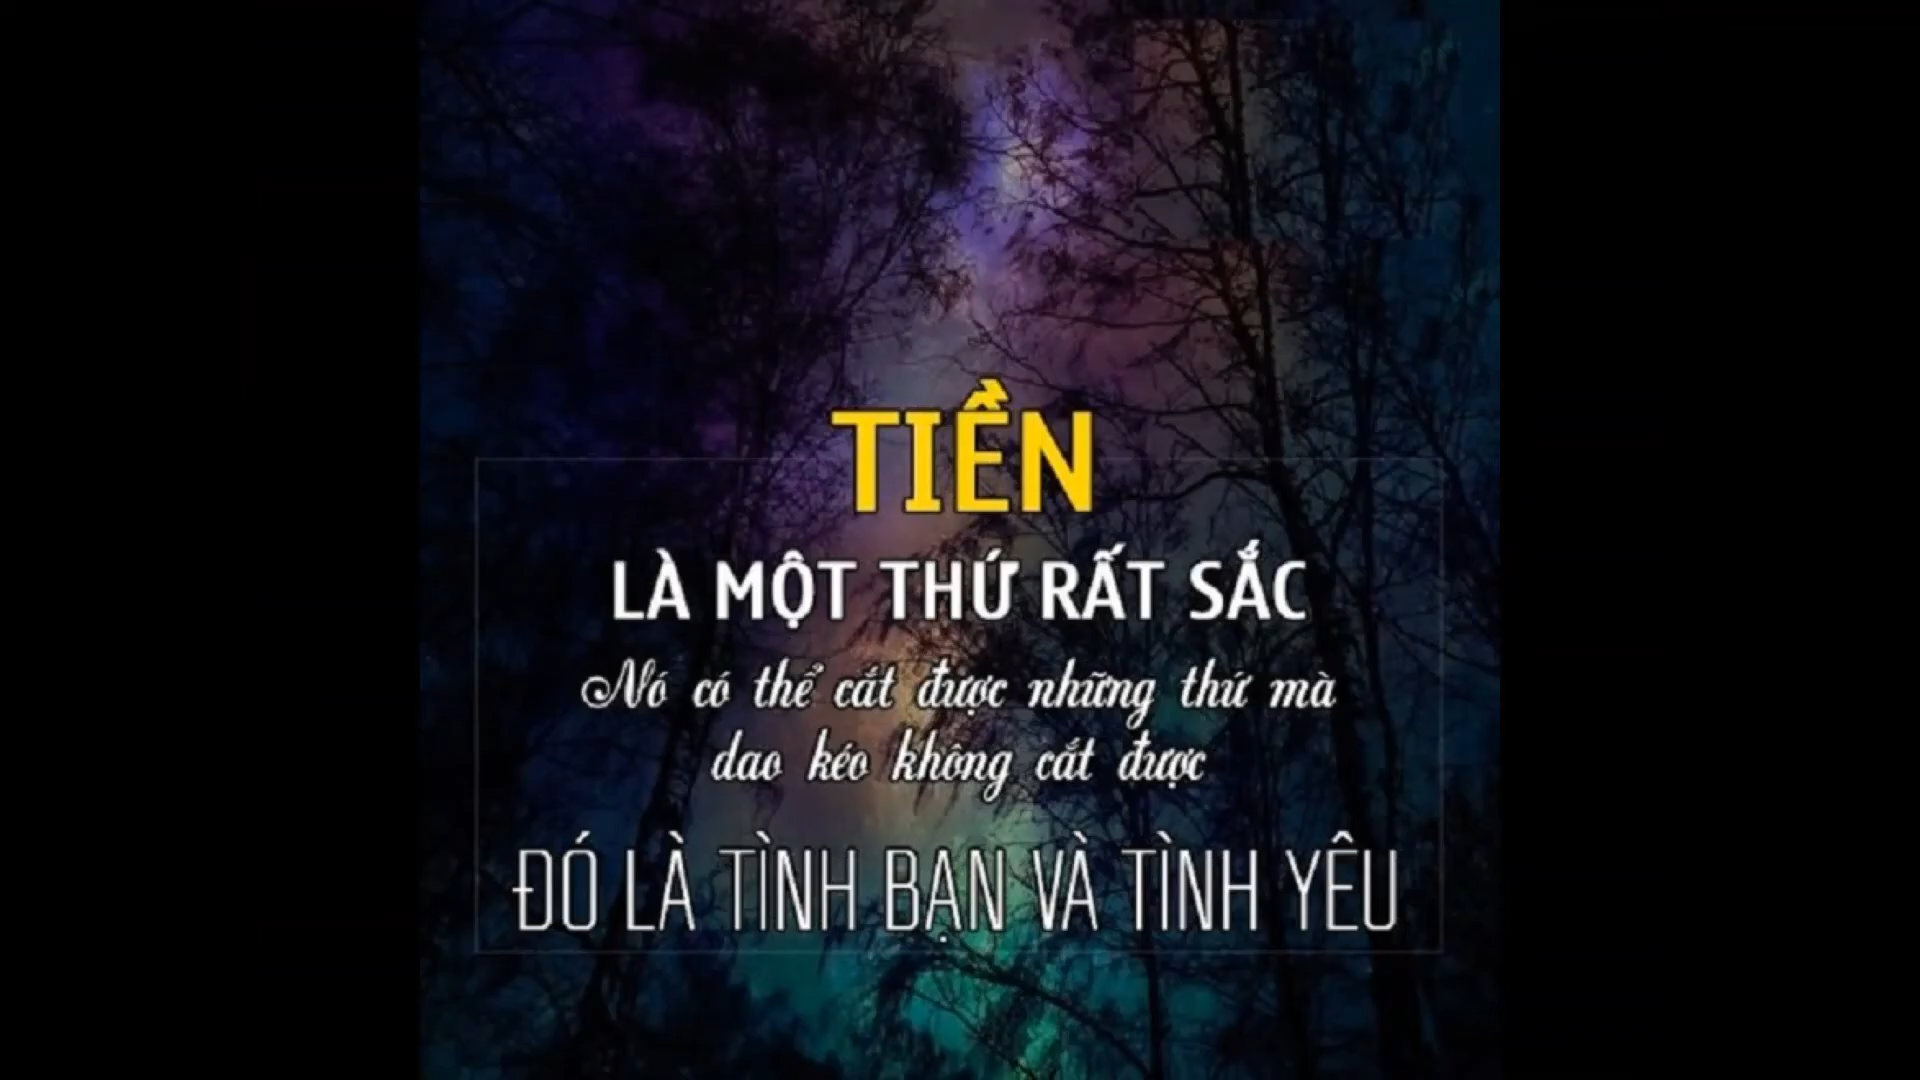 TIỀN
LÀ MỘT THỨ RẤT SẮC
Nó có thể cắt được những thứ mà
dao kéo không cắt được
ĐÓ LÀ TÌNH BẠN VÀ TÌNH YÊU